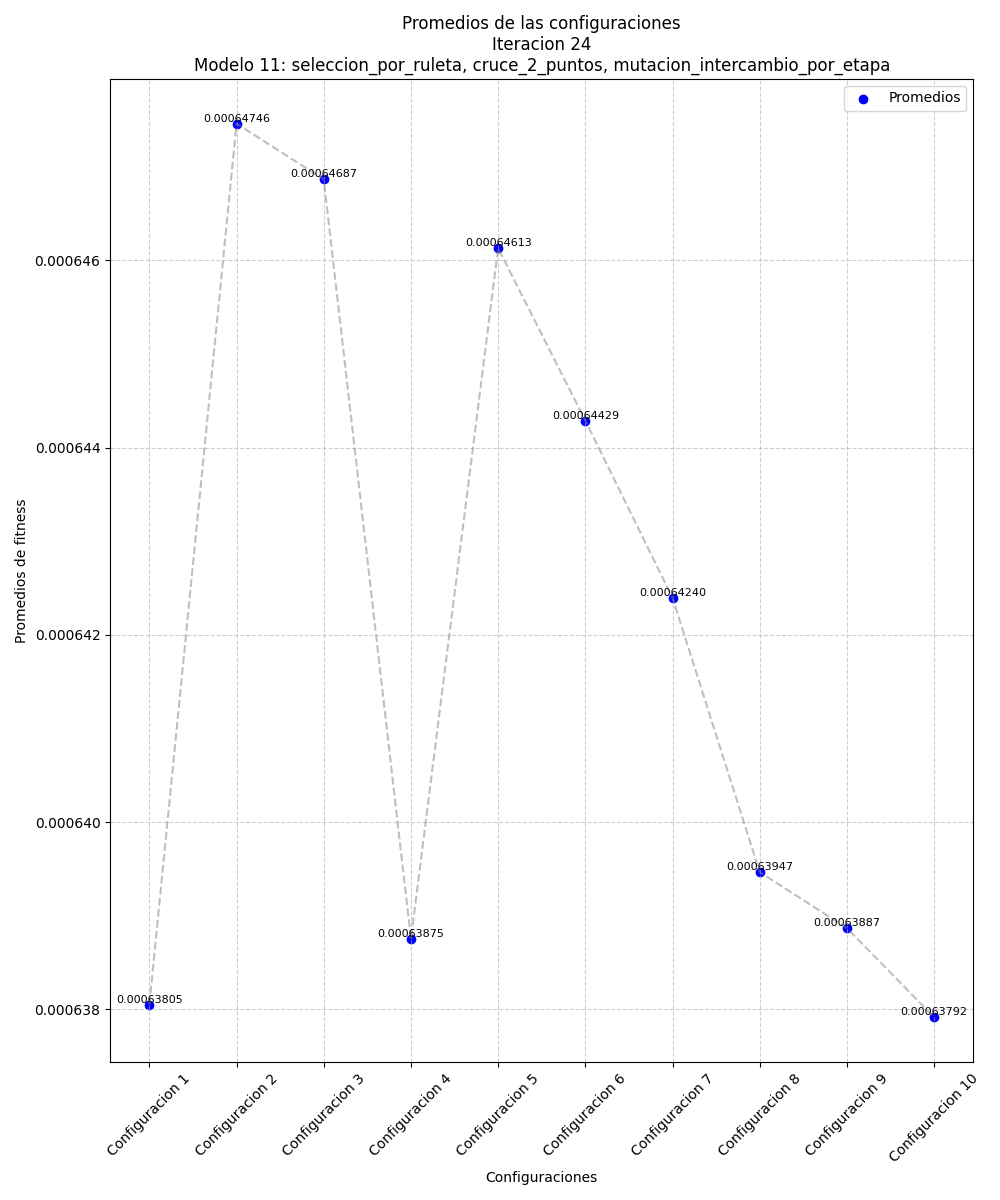 Promedios de las configuraciones
Iteracion 24
Modelo 11: seleccion_por_ruleta, cruce_2_puntos, mutacion_intercambio_por_etapa
Promedios
0.00064746
0.00064687
0.00064613
0.00064429
0.00064240
0.00063947
0.00063875
0.00063887
0.00063805
0.00063792
0.000646
0.000644
0.000642
0.000640
0.000638
Promedios de fitness
Configuracion 1
Configuracion 2
Configuracion 3
Configuracion 4
Configuracion 5
Configuracion 6
Configuracion 7
Configuracion 8
Configuracion 9
Configuracion 10
Configuraciones